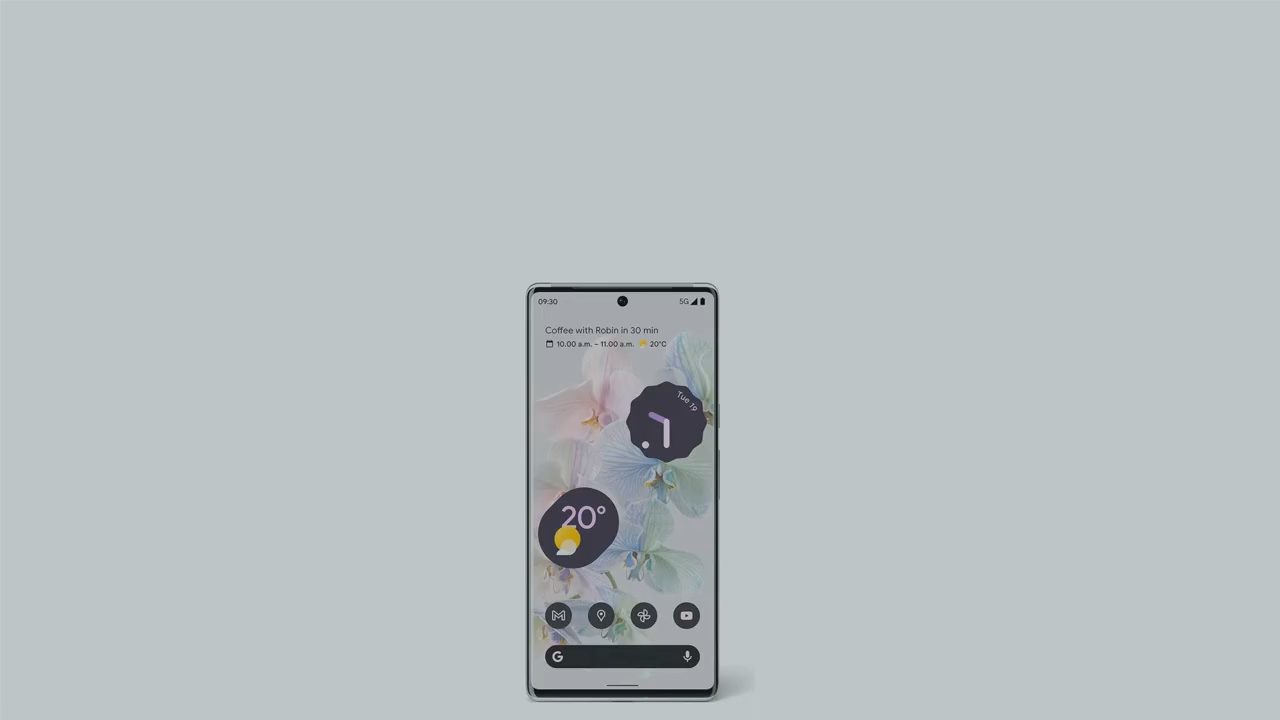 09:30
5G
Coffee with Robin in 30 min
10.00 a.m. – 11.00 a.m. 20°C
Tue 19
20°
G